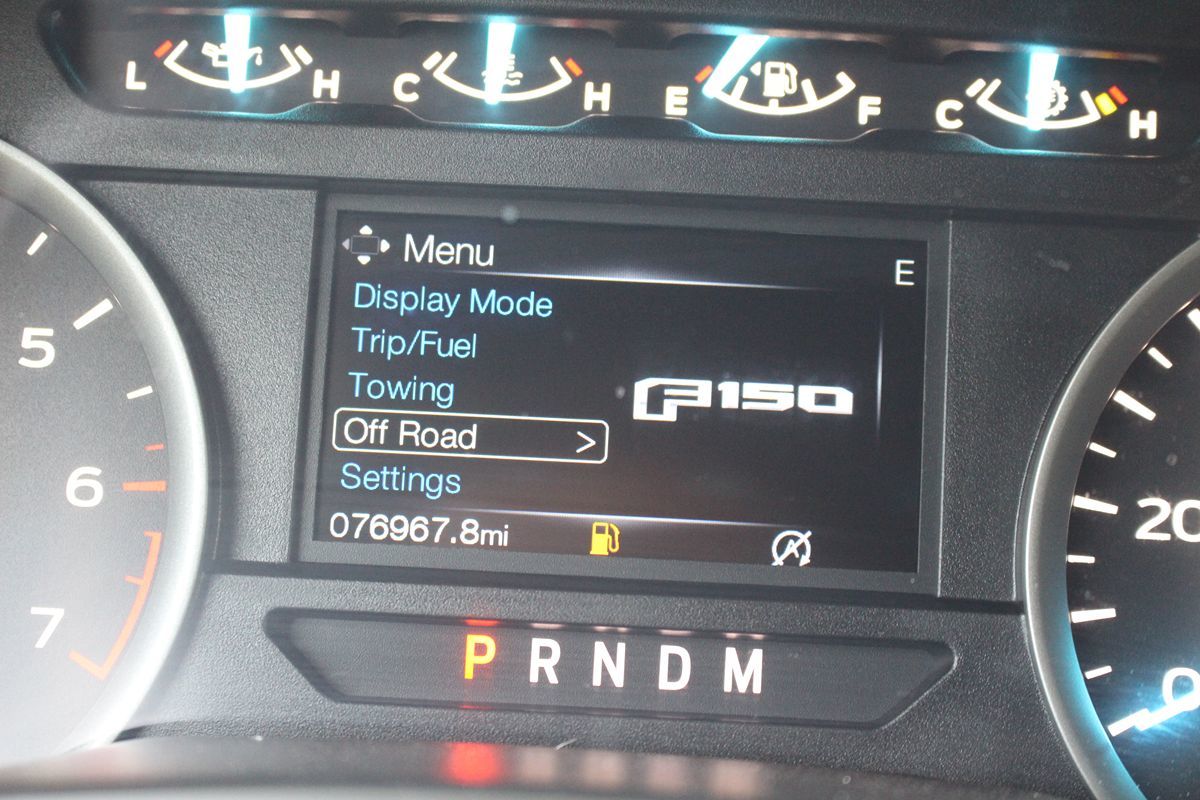 L H C H E F C H
Menu
E
Display Mode
Trip/Fuel
Towing
F150
Off Road >
Settings
076967.8mi
A
5
6
7
20
0
P R N D M